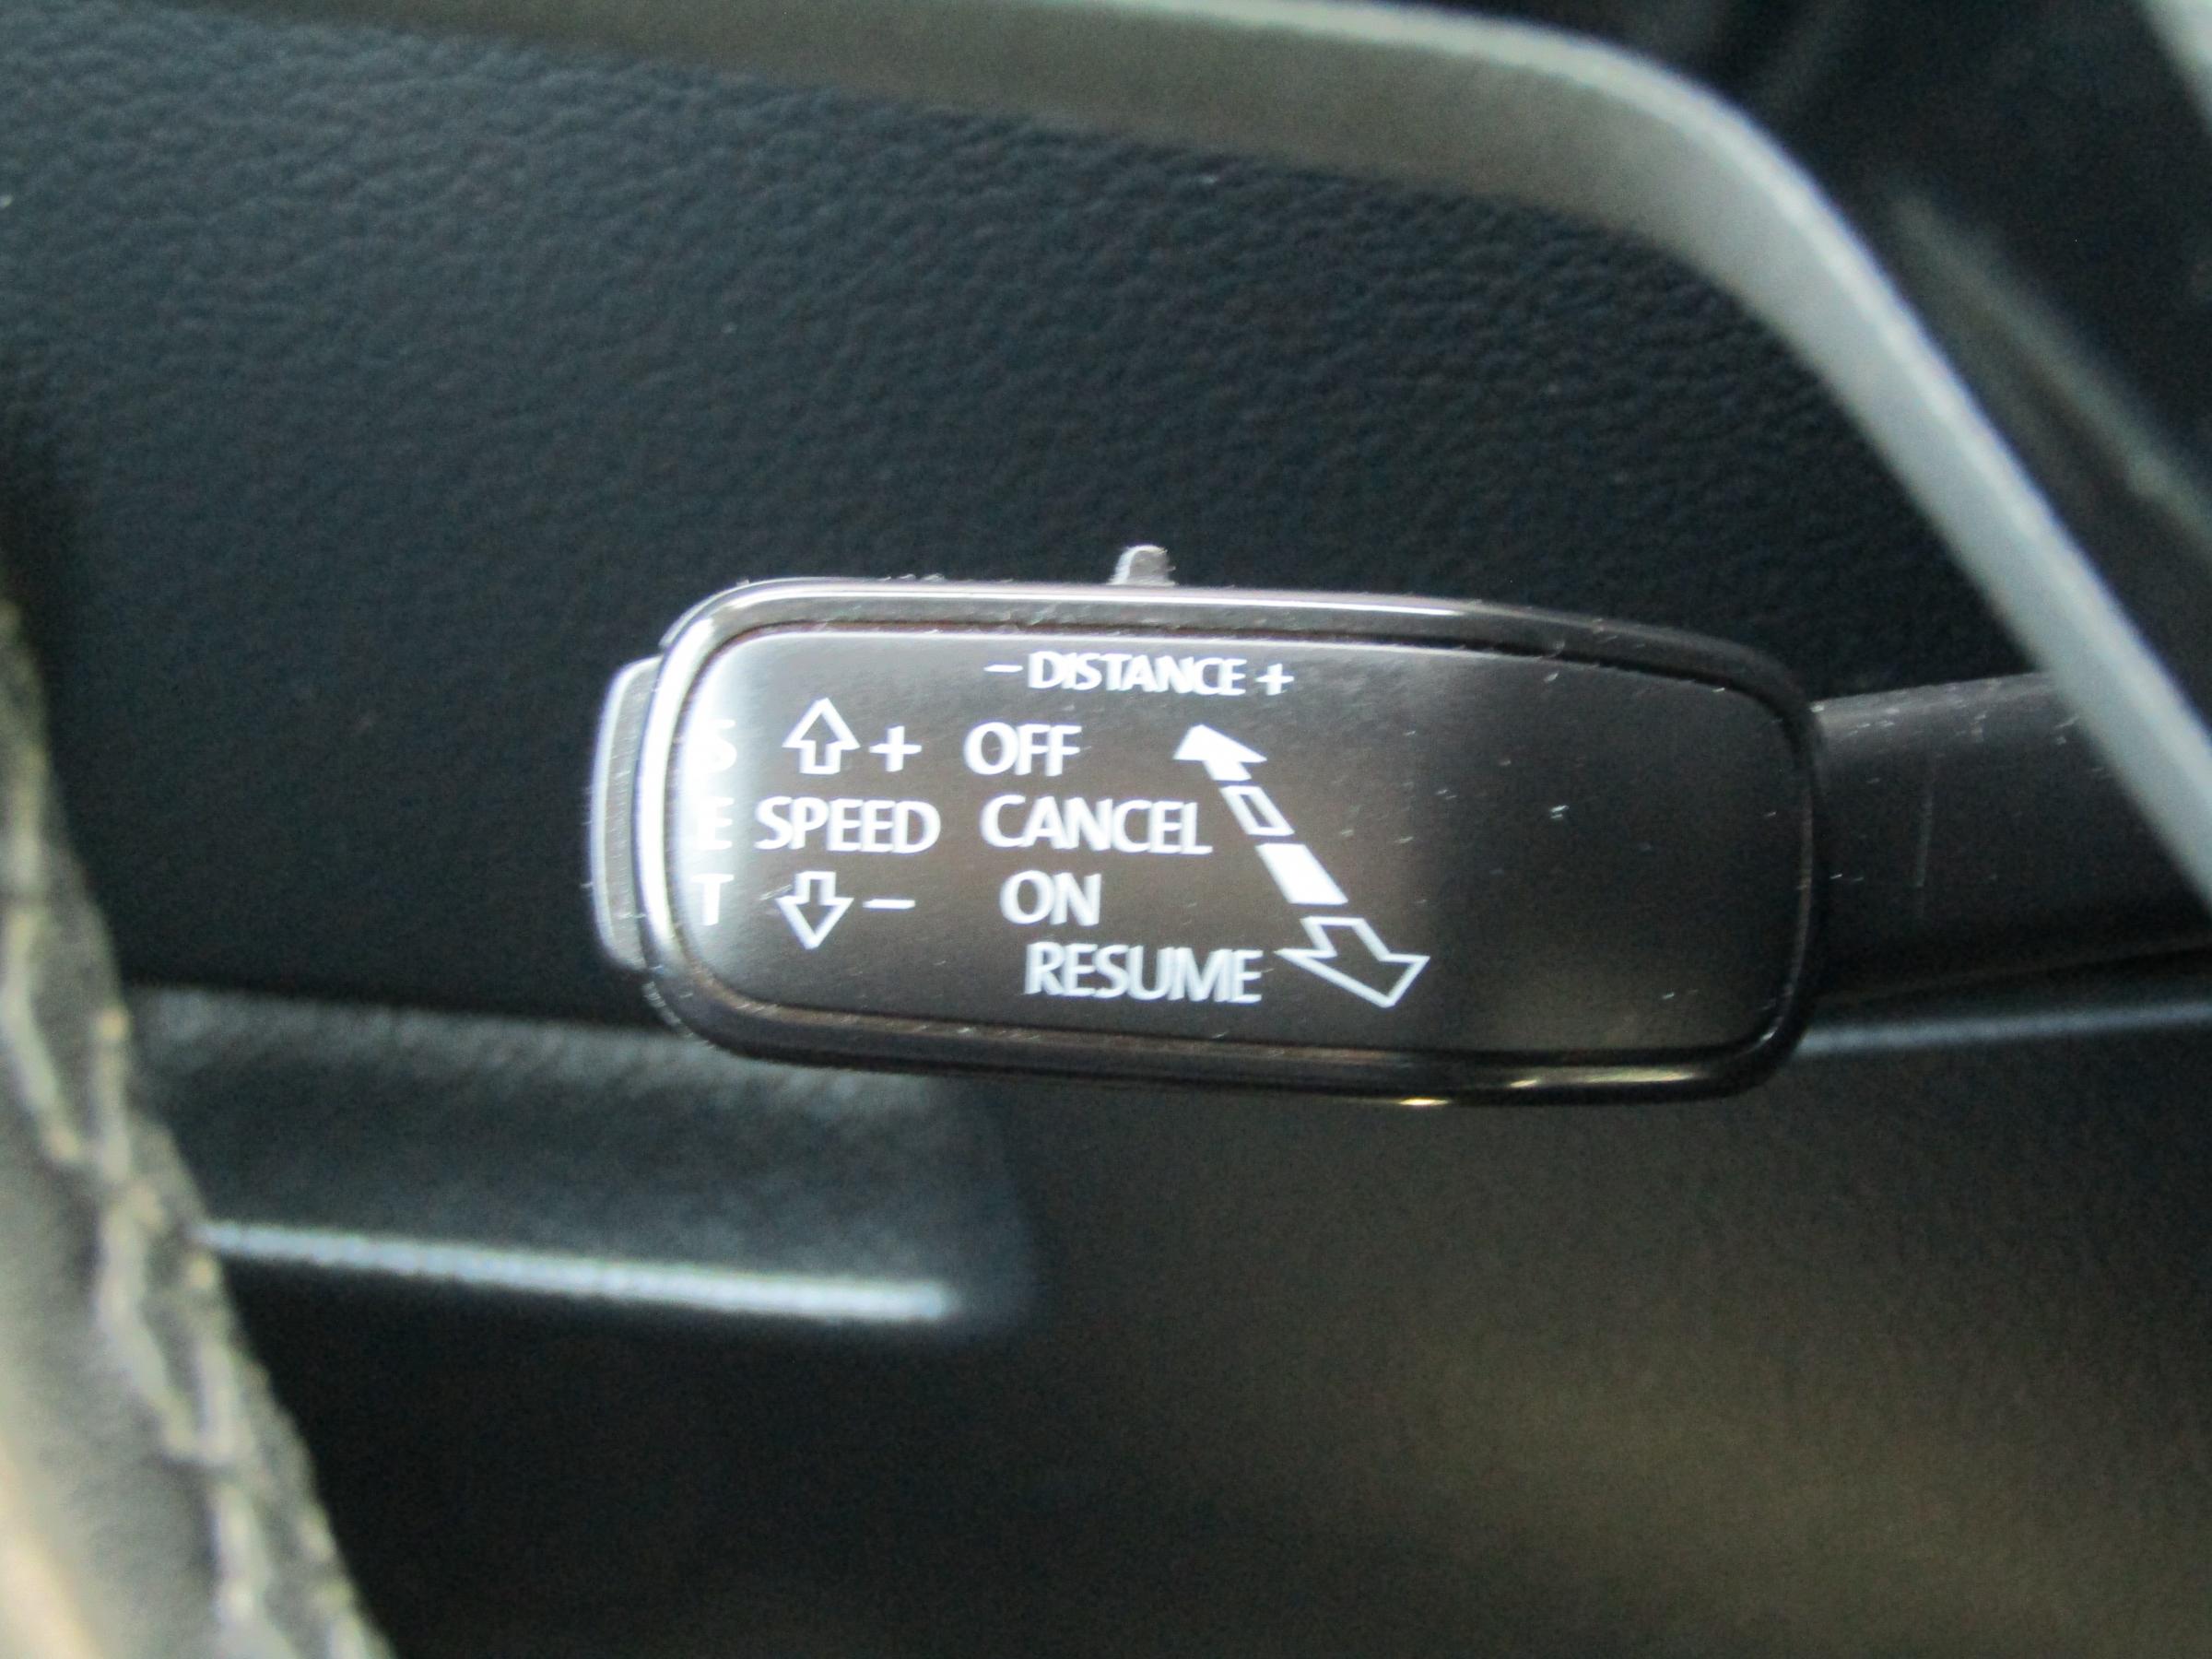 - DISTANCE +
S + OFF
E SPEED CANCEL
T - ON
RESUME